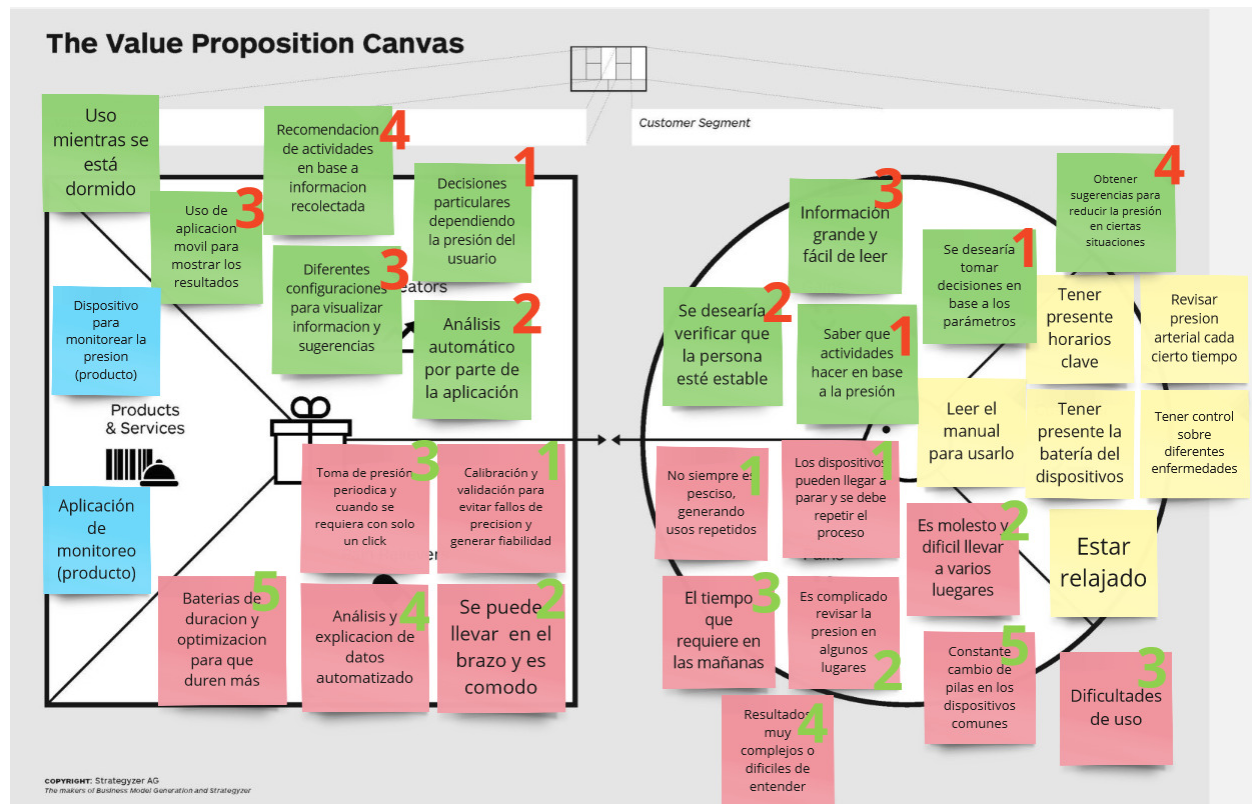 The Value Proposition Canvas
Customer Segment
Uso
mientras se
está
dormido
Recomendacion
de actividades
en base a
informacion
recolectada
4
Decisiones
particulares
dependiendo
la presión del
usuario
1
Uso de
aplicacion
movil para
mostrar los
resultados
3
Diferentes
configuraciones
para visualizar
informacion y
sugerencias
3
eators
Análisis
automático
por parte de
la aplicación
2
Dispositivo
para
monitorear la
presion
(producto)
Products
& Services
Aplicación
de
monitoreo
(producto)
Toma de presión
periodica y
cuando se
requiera con solo
un click
3
Calibración y
validación para
evitar fallos de
precision y
generar fiabilidad
1
Baterias de
duracion y
optimizacion
para que
duren más
5
Análisis y
explicacion de
datos
automatizado
4
Se puede
llevar en el
brazo y es
comodo
2
Información
grande y
fácil de leer
3
Se desearía
tomar
decisiones en
base a los
parámetros
1
Obtener
sugerencias para
reducir la presión
en ciertas
situaciones
4
Se desearía
verificar que
la persona
esté estable
2
Saber que
actividades
hacer en base
a la presión
1
Tener
presente
horarios
clave
Revisar
presion
arterial cada
cierto tiempo
Leer el
manual
para usarlo
Tener
presente la
batería del
dispositivos
Tener control
sobre
diferentes
enfermedades
Estar
relajado
No siempre es
pesciso,
generando
usos repetidos
1
Los dispositivos
pueden llegar a
parar y se debe
repetir el
proceso
1
Es molesto y
dificil llevar
a varios
luegares
2
El tiempo
que
requiere en
las mañanas
3
Es complicado
revisar la
presion en
algunos
lugares
2
Constante
cambio de
pilas en los
dispositivos
comunes
5
Dificultades
de uso
3
Resultados
muy
complejos o
dificiles de
entender
4
COPYRIGHT: Strategyzer AG
The makers of Business Model Generation and Strategyzer